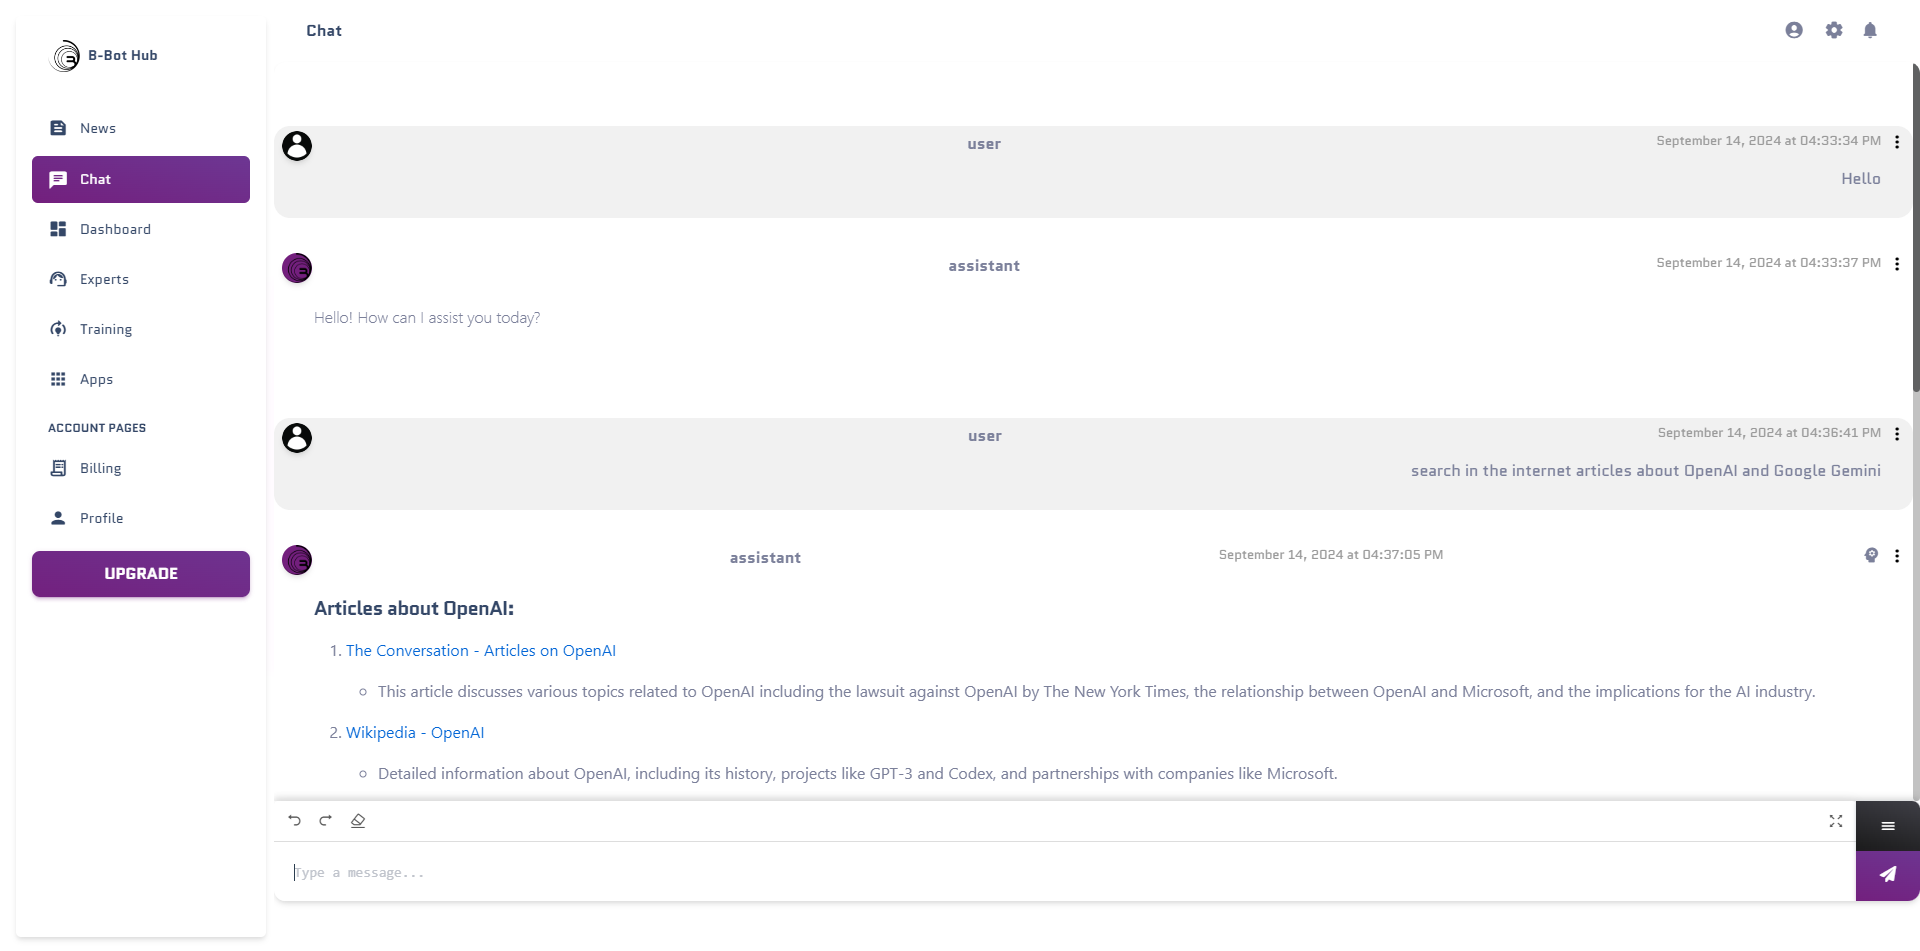 B-Bot Hub
News
Chat
Dashboard
Experts
Training
Apps
ACCOUNT PAGES
Billing
Profile
UPGRADE
Chat
user
September 14, 2024 at 04:33:34 PM
Hello
assistant
September 14, 2024 at 04:33:37 PM
Hello! How can I assist you today?
user
September 14, 2024 at 04:36:41 PM
search in the internet articles about OpenAI and Google Gemini
assistant
September 14, 2024 at 04:37:05 PM
Articles about OpenAI:
1. The Conversation - Articles on OpenAI
This article discusses various topics related to OpenAI including the lawsuit against OpenAI by The New York Times, the relationship between OpenAI and Microsoft, and the implications for the AI industry.
2. Wikipedia - OpenAI
Detailed information about OpenAI, including its history, projects like GPT-3 and Codex, and partnerships with companies like Microsoft.
Type a message...